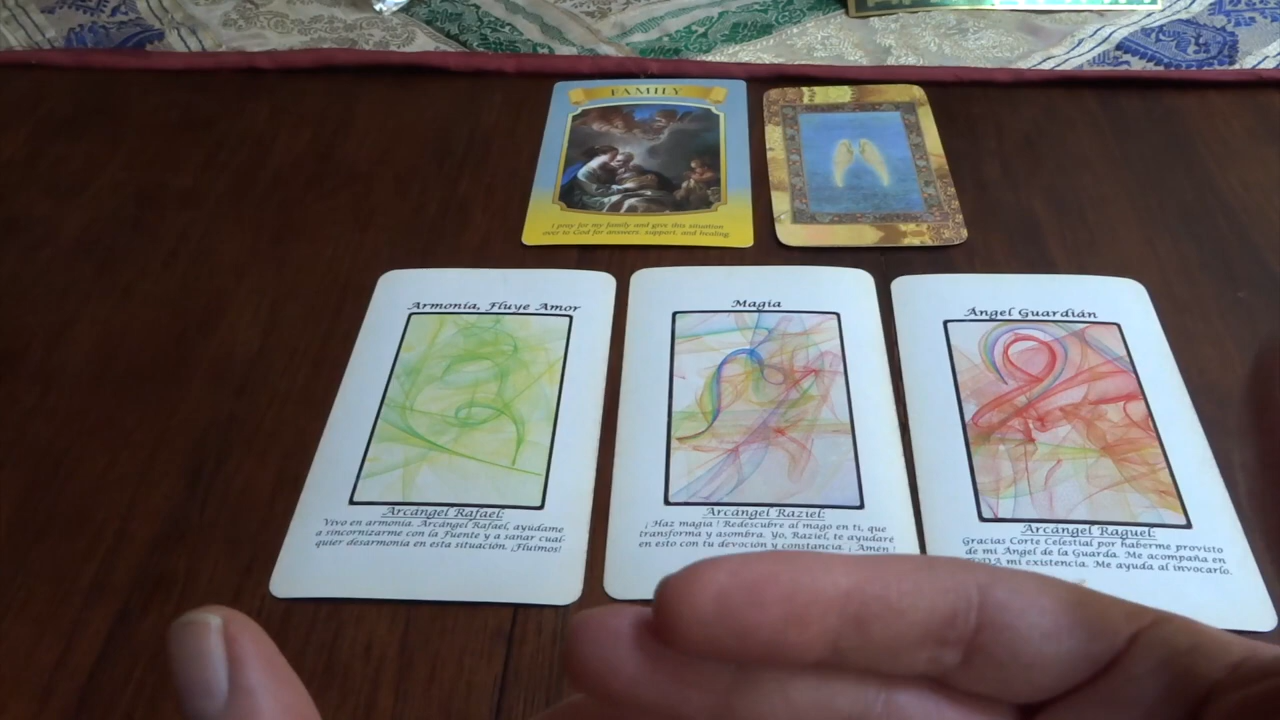 FAMILY
I pray for my family and give this situation
over to God for answers, support, and healing.
Armonía, Fluye Amor
Arcángel Rafael:
Vivo en armonía. Arcángel Rafael, ayúdame
a sincornizarme con la Fuente y a sanar cual-
quier desarmonía en esta situación. ¡Fluímos!
Magia
Arcángel Raziel:
¡ Haz magia ! Redescubre al mago en ti, que
transforma y asombra. Yo, Raziel, te ayudaré
en esto con tu devoción y constancia. ¡ Amén !
Ángel Guardián
Arcángel Raguel:
Gracias Corte Celestial por haberme provisto
de mi Ángel de la Guarda. Me acompaña en
TODA mi existencia. Me ayuda al invocarlo.